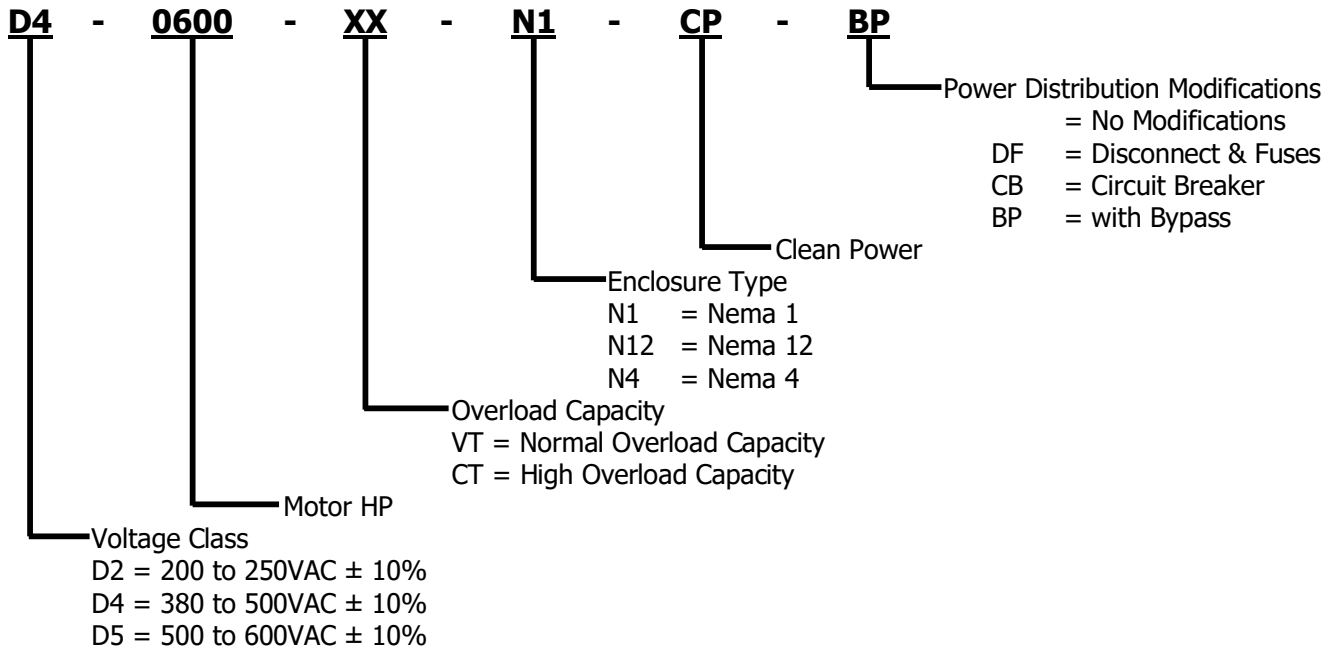 D4 - 0600 - XX - N1 - CP - BP
Power Distribution Modifications
= No Modifications
DF = Disconnect & Fuses
CB = Circuit Breaker
BP = with Bypass
Clean Power
Enclosure Type
N1 = Nema 1
N12 = Nema 12
N4 = Nema 4
Overload Capacity
VT = Normal Overload Capacity
CT = High Overload Capacity
Motor HP
Voltage Class
D2 = 200 to 250VAC ± 10%
D4 = 380 to 500VAC ± 10%
D5 = 500 to 600VAC ± 10%